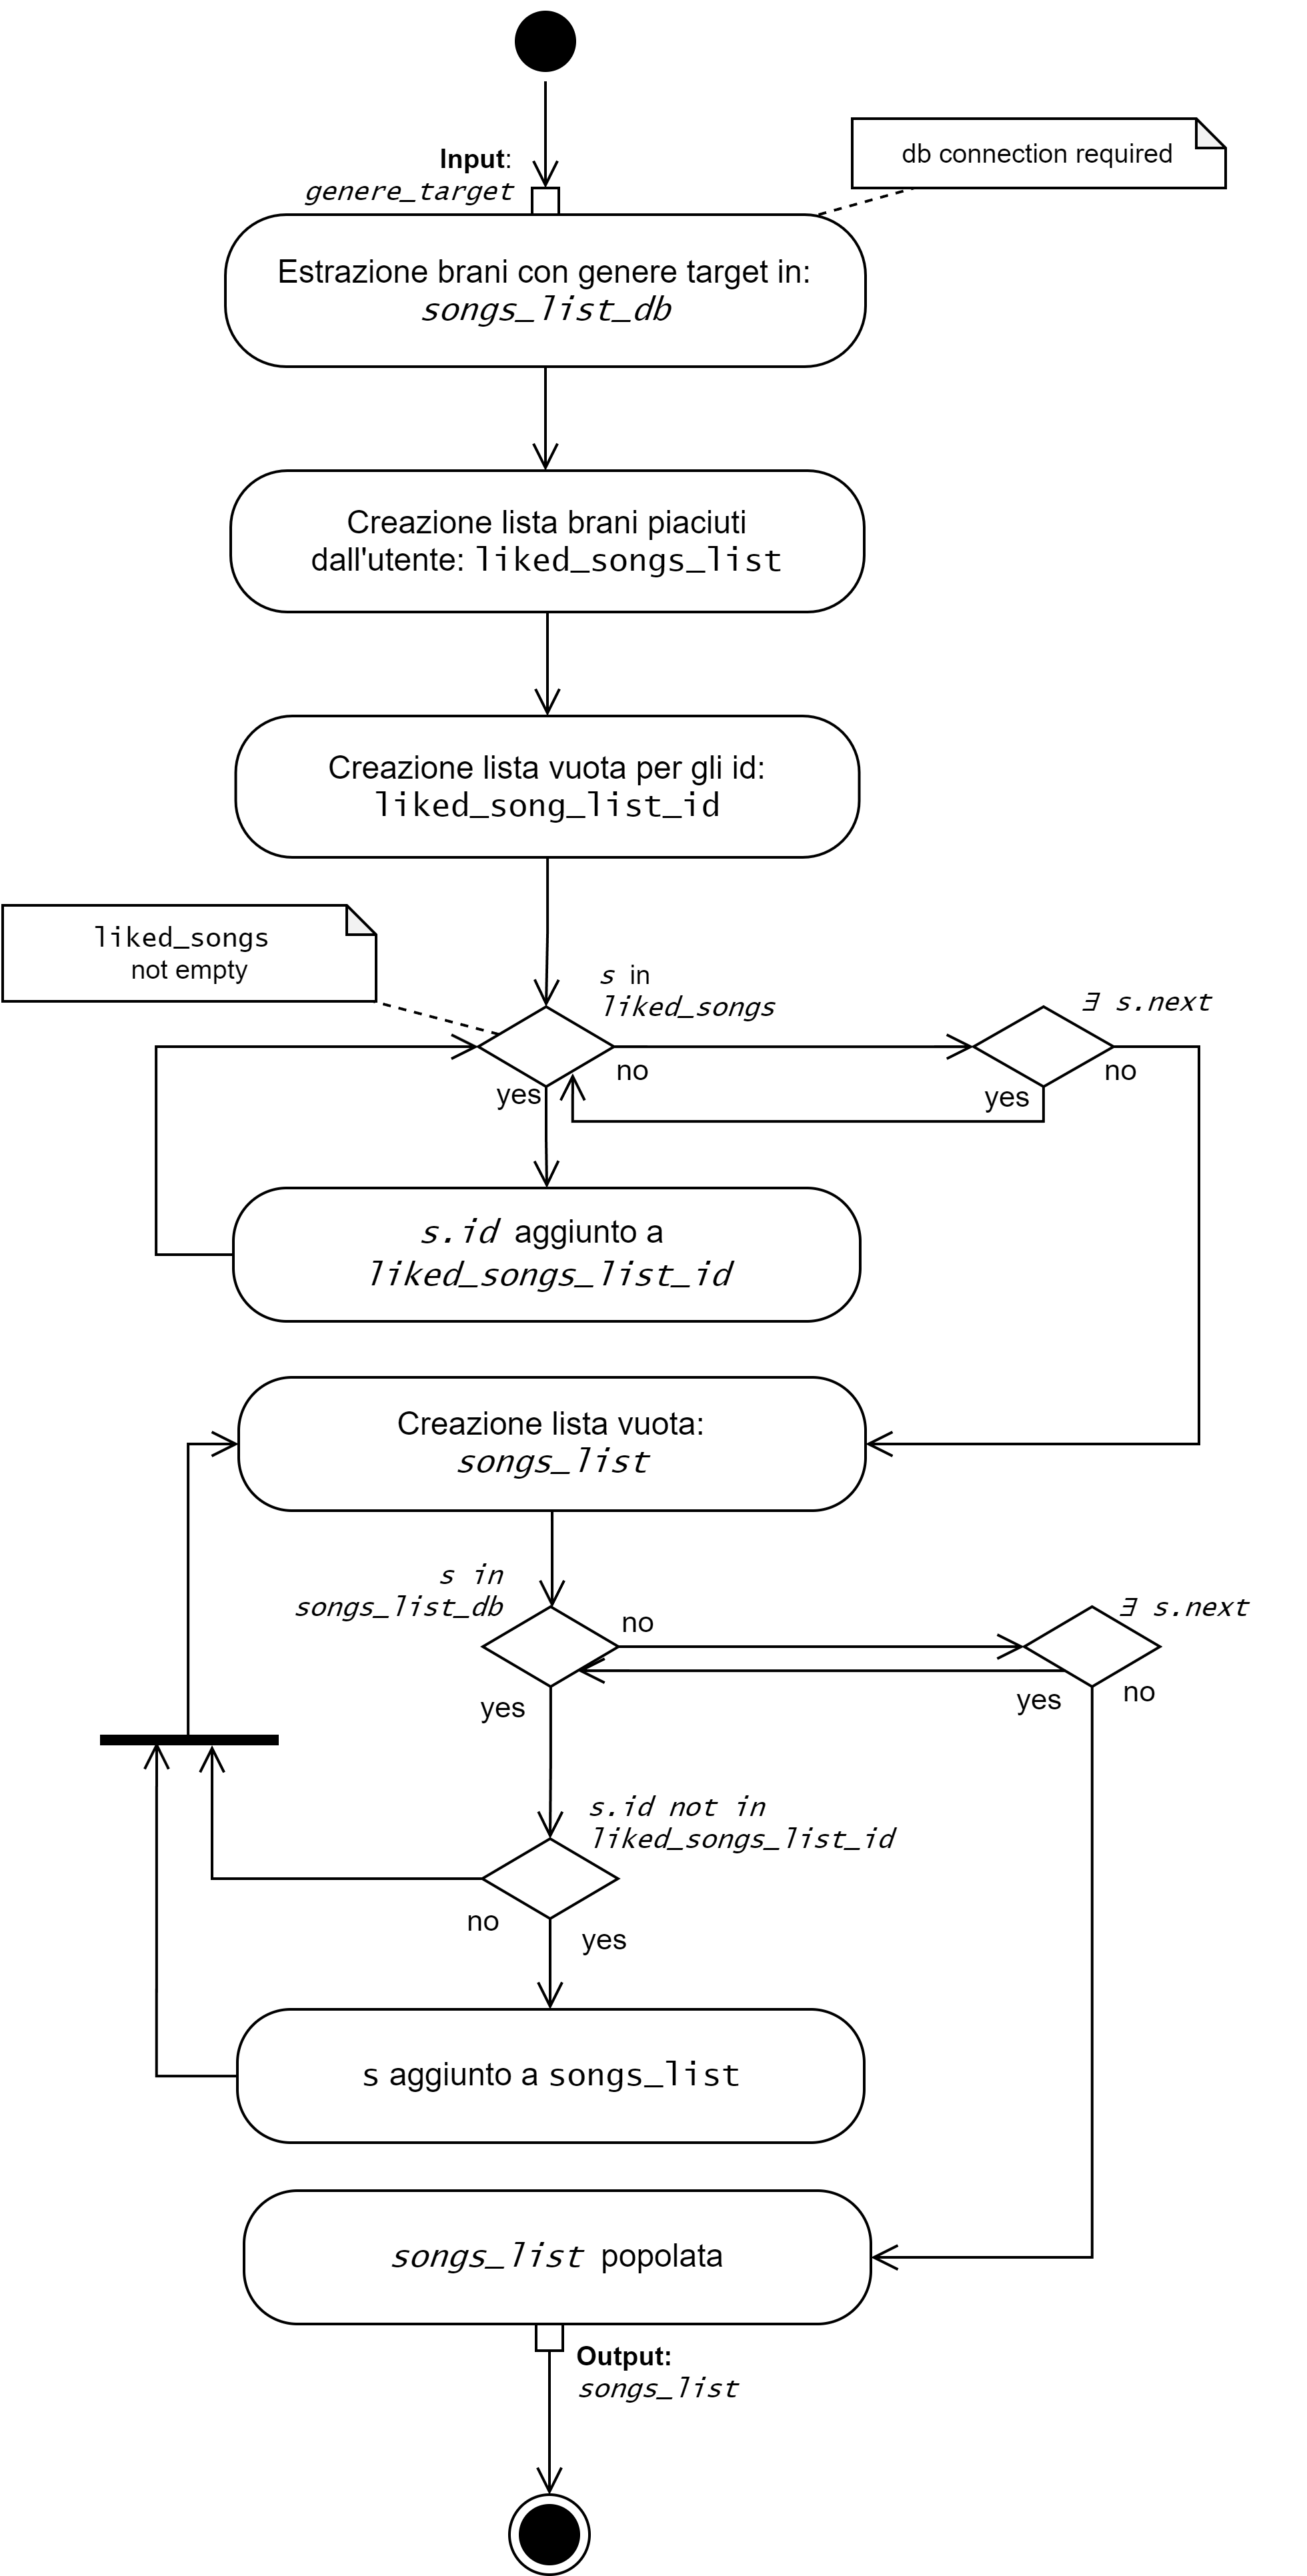 Input:
genere_target
db connection required
Estrazione brani con genere target in:
songs_list_db
Creazione lista brani piaciuti
dall'utente: liked_songs_list
Creazione lista vuota per gli id:
liked_song_list_id
liked_songs
not empty
s in
liked_songs
∃ s.next
no
no
yes
yes
s.id aggiunto a
liked_songs_list_id
Creazione lista vuota:
songs_list
s in
songs_list_db
∃ s.next
no
yes
yes
no
s.id not in
liked_songs_list_id
no
yes
s aggiunto a songs_list
songs_list popolata
Output:
songs_list